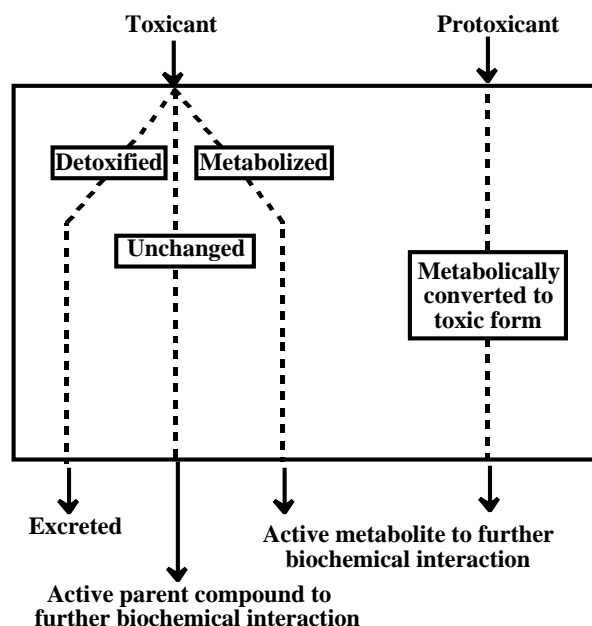 Toxicant
Protoxicant
Detoxified
Metabolized
Unchanged
Metabolically
converted to
toxic form
Excreted
Active metabolite to further
biochemical interaction
Active parent compound to
further biochemical interaction